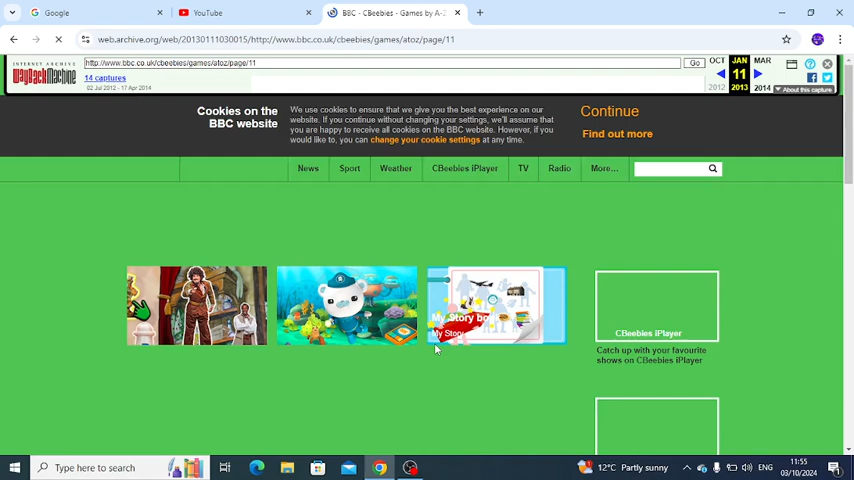 Google
YouTube
BBC - CBeebies - Games by A-Z
web.archive.org/web/20130111030015/http://www.bbc.co.uk/cbeebies/games/atoz/page/11
INTERNET ARCHIVE
WayBackMachine
http://www.bbc.co.uk/cbeebies/games/atoz/page/11
Go
OCT
JAN
MAR
14 captures
11
02 Jul 2012 - 17 Apr 2014
2012
2013
2014
About this capture
Cookies on the
BBC website
We use cookies to ensure that we give you the best experience on our
website. If you continue without changing your settings, we'll assume that
you are happy to receive all cookies on the BBC website. However, if you
would like to, you can change your cookie settings at any time.
Continue
Find out more
News
Sport
Weather
CBeebies iPlayer
TV
Radio
More...
My Story
My Story
CBeebies iPlayer
Catch up with your favourite
shows on CBeebies iPlayer
Type here to search
12°C Partly sunny
ENG
11:55
03/10/2024